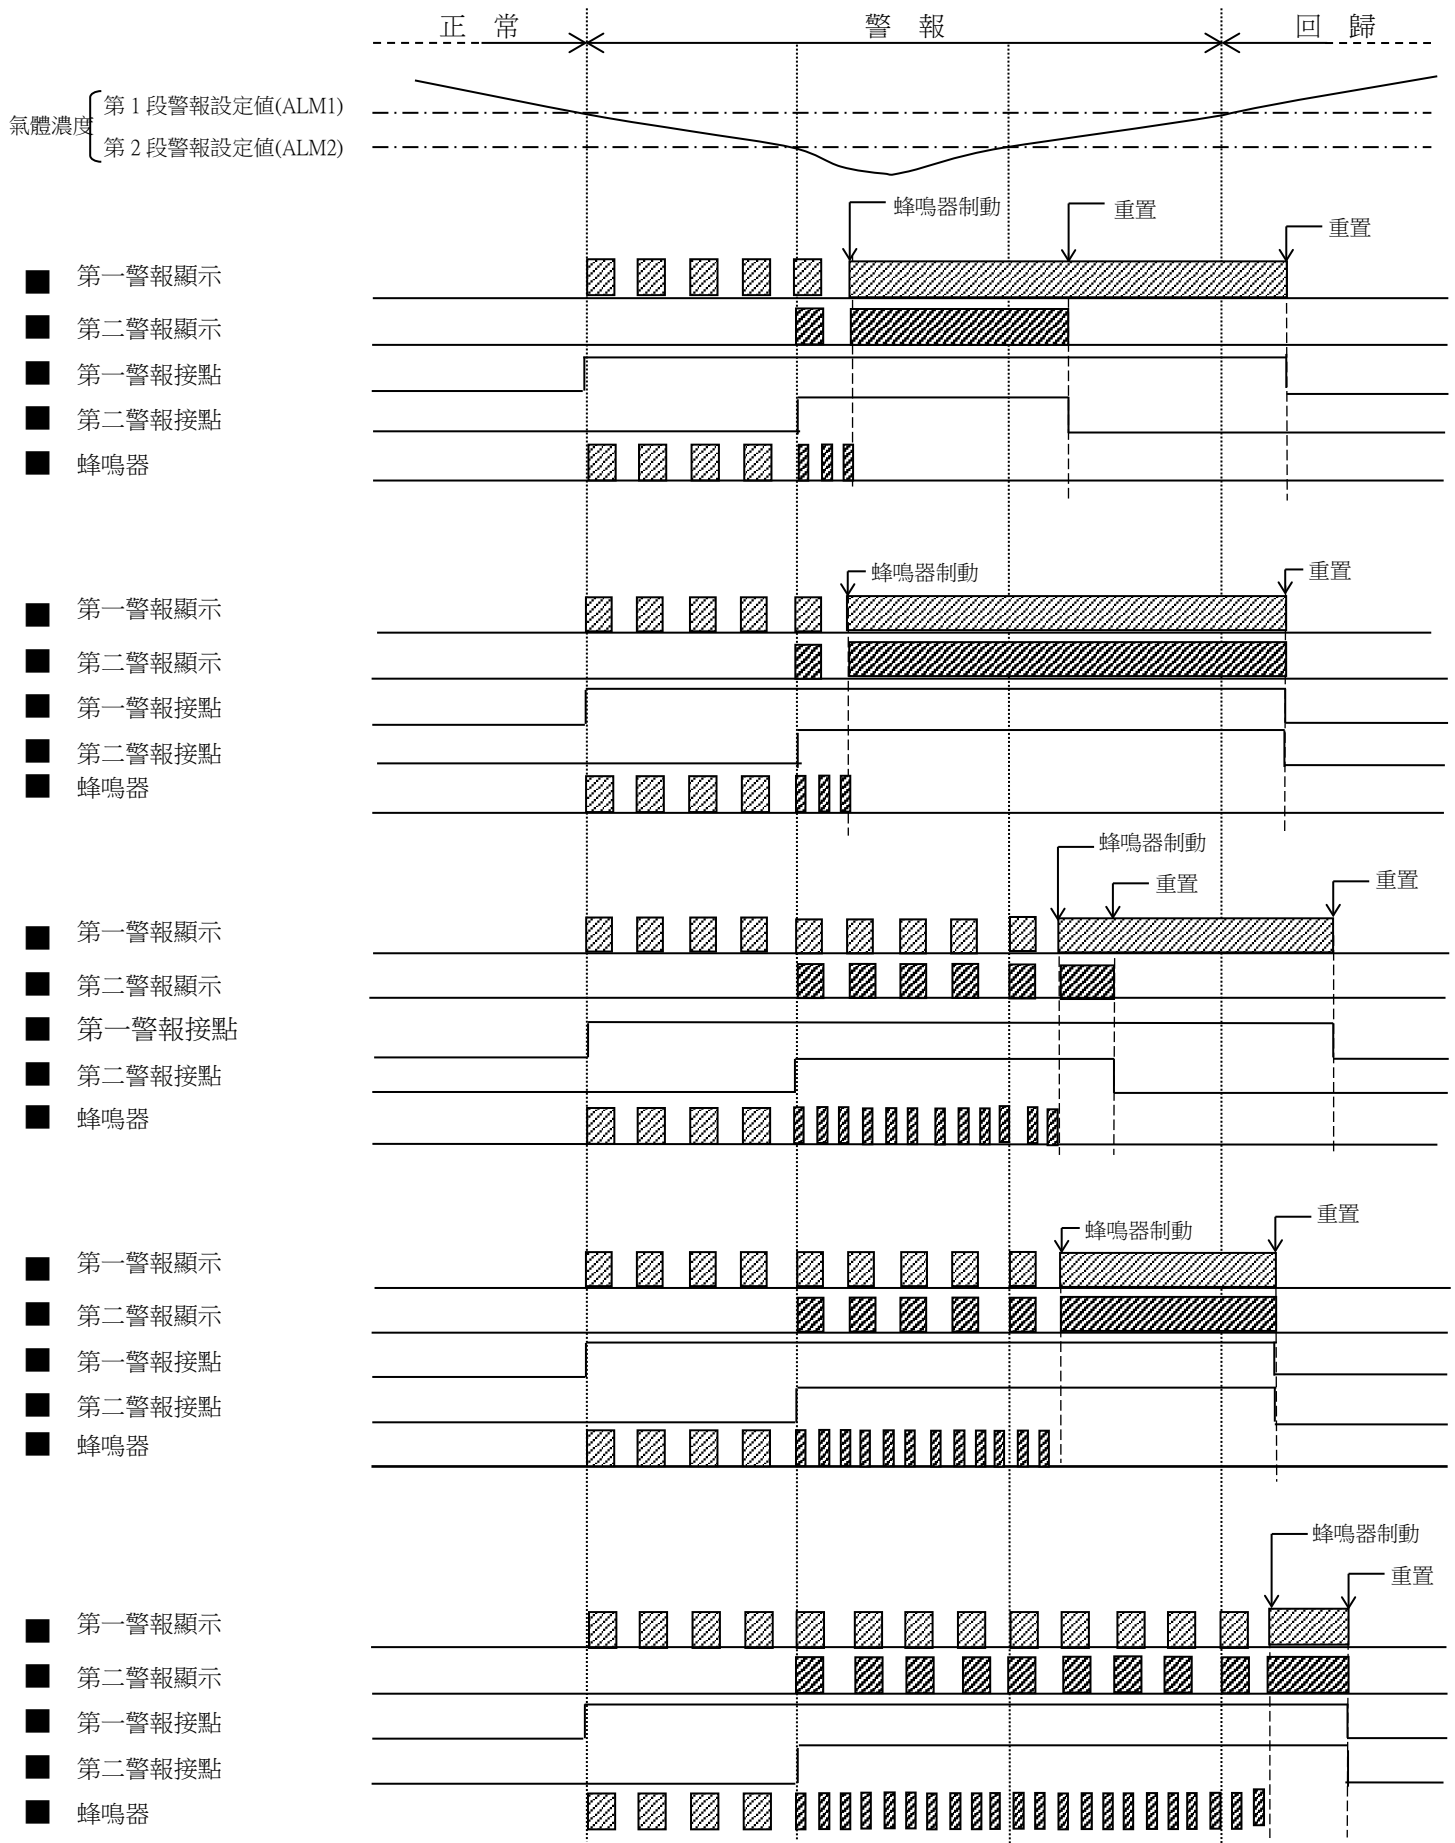 正 常
警 報
回 歸
第 1 段警報設定值(ALM1)
氣體濃度
第 2 段警報設定值(ALM2)
蜂鳴器制動
重置
重置
第一警報顯示
第二警報顯示
第一警報接點
第二警報接點
蜂鳴器
蜂鳴器制動
重置
第一警報顯示
第二警報顯示
第一警報接點
第二警報接點
蜂鳴器
蜂鳴器制動
重置
重置
第一警報顯示
第二警報顯示
第一警報接點
第二警報接點
蜂鳴器
重置
蜂鳴器制動
第一警報顯示
第二警報顯示
第一警報接點
第二警報接點
蜂鳴器
蜂鳴器制動
重置
第一警報顯示
第二警報顯示
第一警報接點
第二警報接點
蜂鳴器